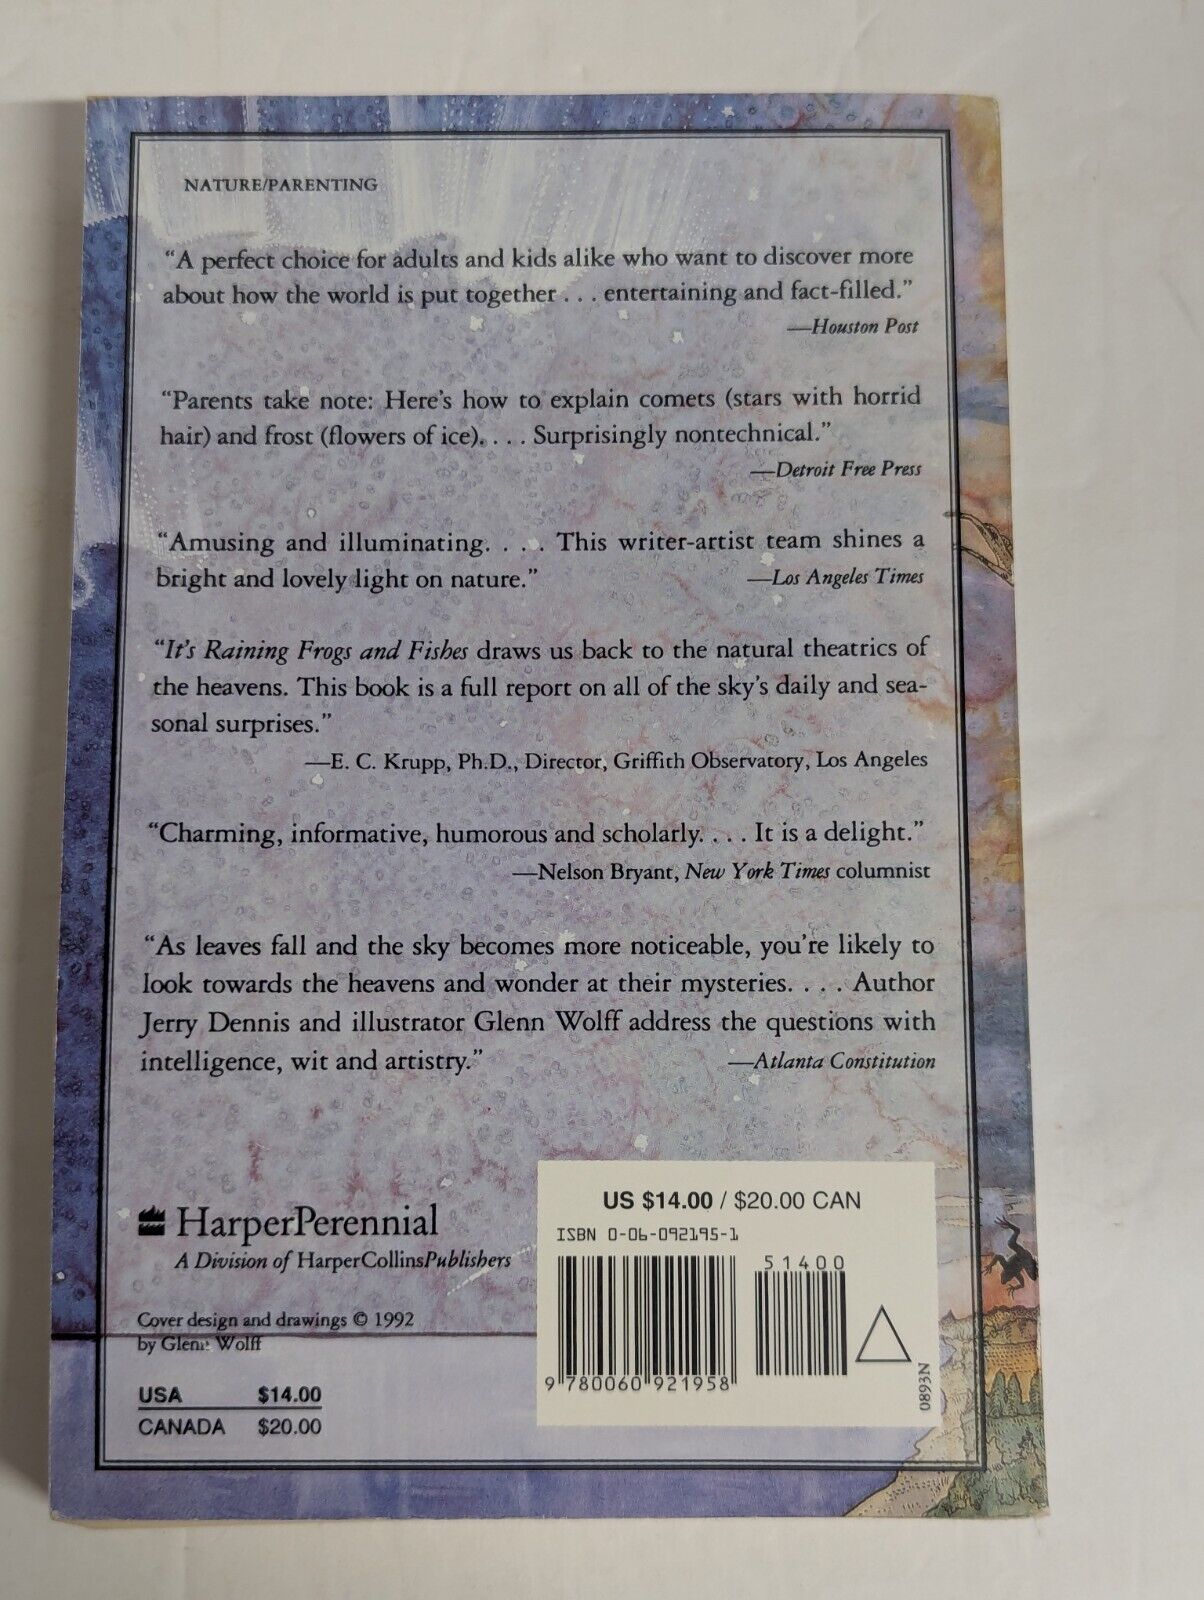 NATURE/PARENTING
“A perfect choice for adults and kids alike who want to discover more
about how the world is put together . . . entertaining and fact-filled.”
—Houston Post
“Parents take note: Here’s how to explain comets (stars with horrid
hair) and frost (flowers of ice). . . . Surprisingly nontechnical.”
—Detroit Free Press
“Amusing and illuminating. . . . This writer-artist team shines a
bright and lovely light on nature.” —Los Angeles Times
“It’s Raining Frogs and Fishes draws us back to the natural theatrics of
the heavens. This book is a full report on all of the sky’s daily and sea-
sonal surprises.”
—E. C. Krupp, Ph.D., Director, Griffith Observatory, Los Angeles
“Charming, informative, humorous and scholarly. . . . It is a delight.”
—Nelson Bryant, New York Times columnist
“As leaves fall and the sky becomes more noticeable, you’re likely to
look towards the heavens and wonder at their mysteries. . . . Author
Jerry Dennis and illustrator Glenn Wolff address the questions with
intelligence, wit and artistry.” —Atlanta Constitution
HarperPerennial
A Division of HarperCollinsPublishers
Cover design and drawings © 1992
by Glenn Wolff
USA $14.00
CANADA $20.00
US $14.00 / $20.00 CAN
ISBN 0-06-092195-1
51400
9 780060 921958
0893N